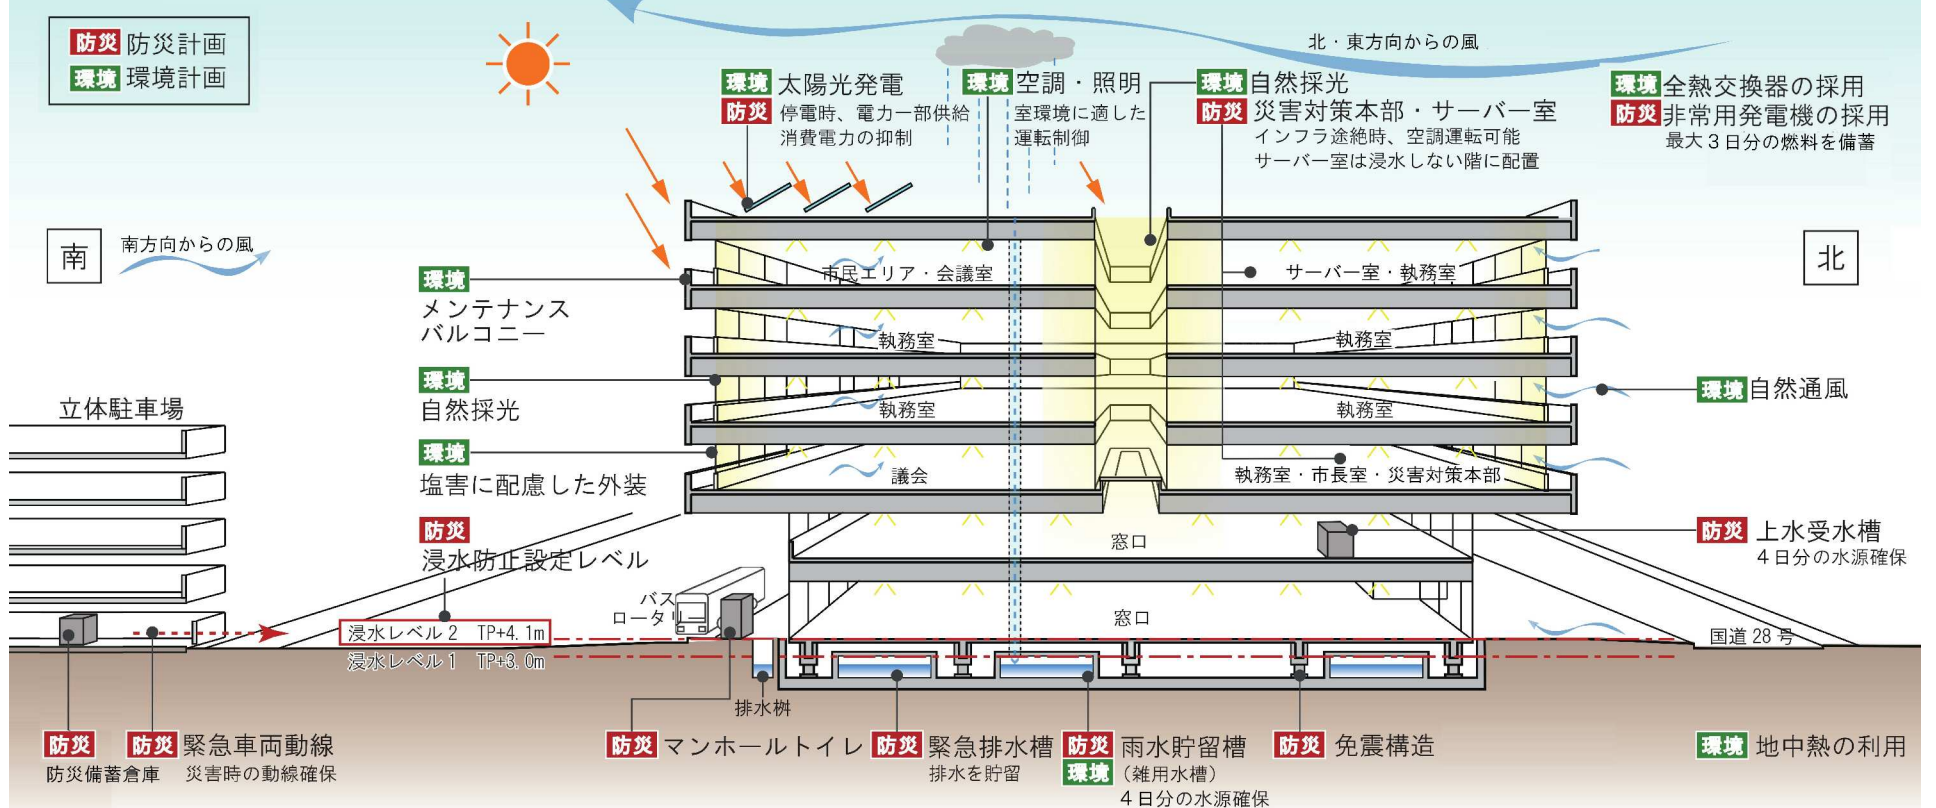 防災 防災計画
環境 環境計画
北・東方向からの風
環境 太陽光発電
防災 停電時、電力一部供給
消費電力の抑制
環境 空調・照明
室環境に適した
運転制御
環境 自然採光
防災 災害対策本部・サーバー室
インフラ途絶時、空調運転可能
サーバー室は浸水しない階に配置
環境 全熱交換器の採用
防災 非常用発電機の採用
最大3日分の燃料を備蓄
南
南方向からの風
北
環境
メンテナンス
バルコニー
市民エリア・会議室
サーバー室・執務室
執務室
執務室
環境
自然採光
執務室
執務室
環境 自然通風
立体駐車場
環境
塩害に配慮した外装
議会
執務室・市長室・災害対策本部
防災
浸水防止設定レベル
窓口
防災 上水受水槽
4日分の水源確保
バス
ロータリー
窓口
浸水レベル2 TP+4.1m
浸水レベル1 TP+3.0m
国道28号
排水桝
防災
防災備蓄倉庫
防災 緊急車両動線
災害時の動線確保
防災 マンホールトイレ
防災 緊急排水槽
排水を貯留
防災 雨水貯留槽
環境 (雑用水槽)
4日分の水源確保
防災 免震構造
環境 地中熱の利用